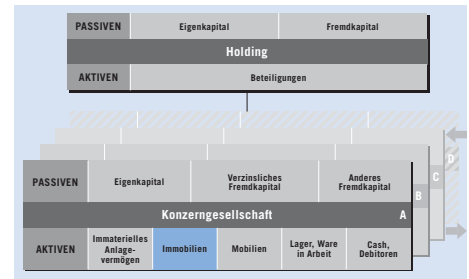 PASSIVEN Eigenkapital Fremdkapital
Holding
AKTIVEN Beteiligungen
D
C
B
PASSIVEN Eigenkapital Verzinsliches Fremdkapital Anderes Fremdkapital
Konzerngesellschaft A
AKTIVEN Immaterielles Anlage- vermögen Immobilien Mobilien Lager, Ware in Arbeit Cash, Debitoren